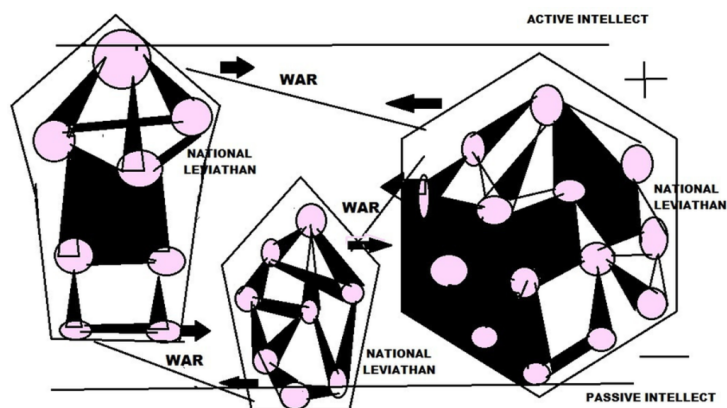 ACTIVE INTELLECT
WAR
NATIONAL
LEVIATHAN
NATIONAL
LEVIATHAN
WAR
NATIONAL
LEVIATHAN
WAR
PASSIVE INTELLECT